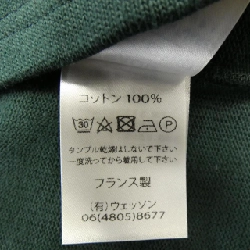 コットン 100%
30 P
タンブル乾燥はしないで下さい
一度洗ってから着用して下さい
フランス製
(有)ウェッソン
06(4805)8677